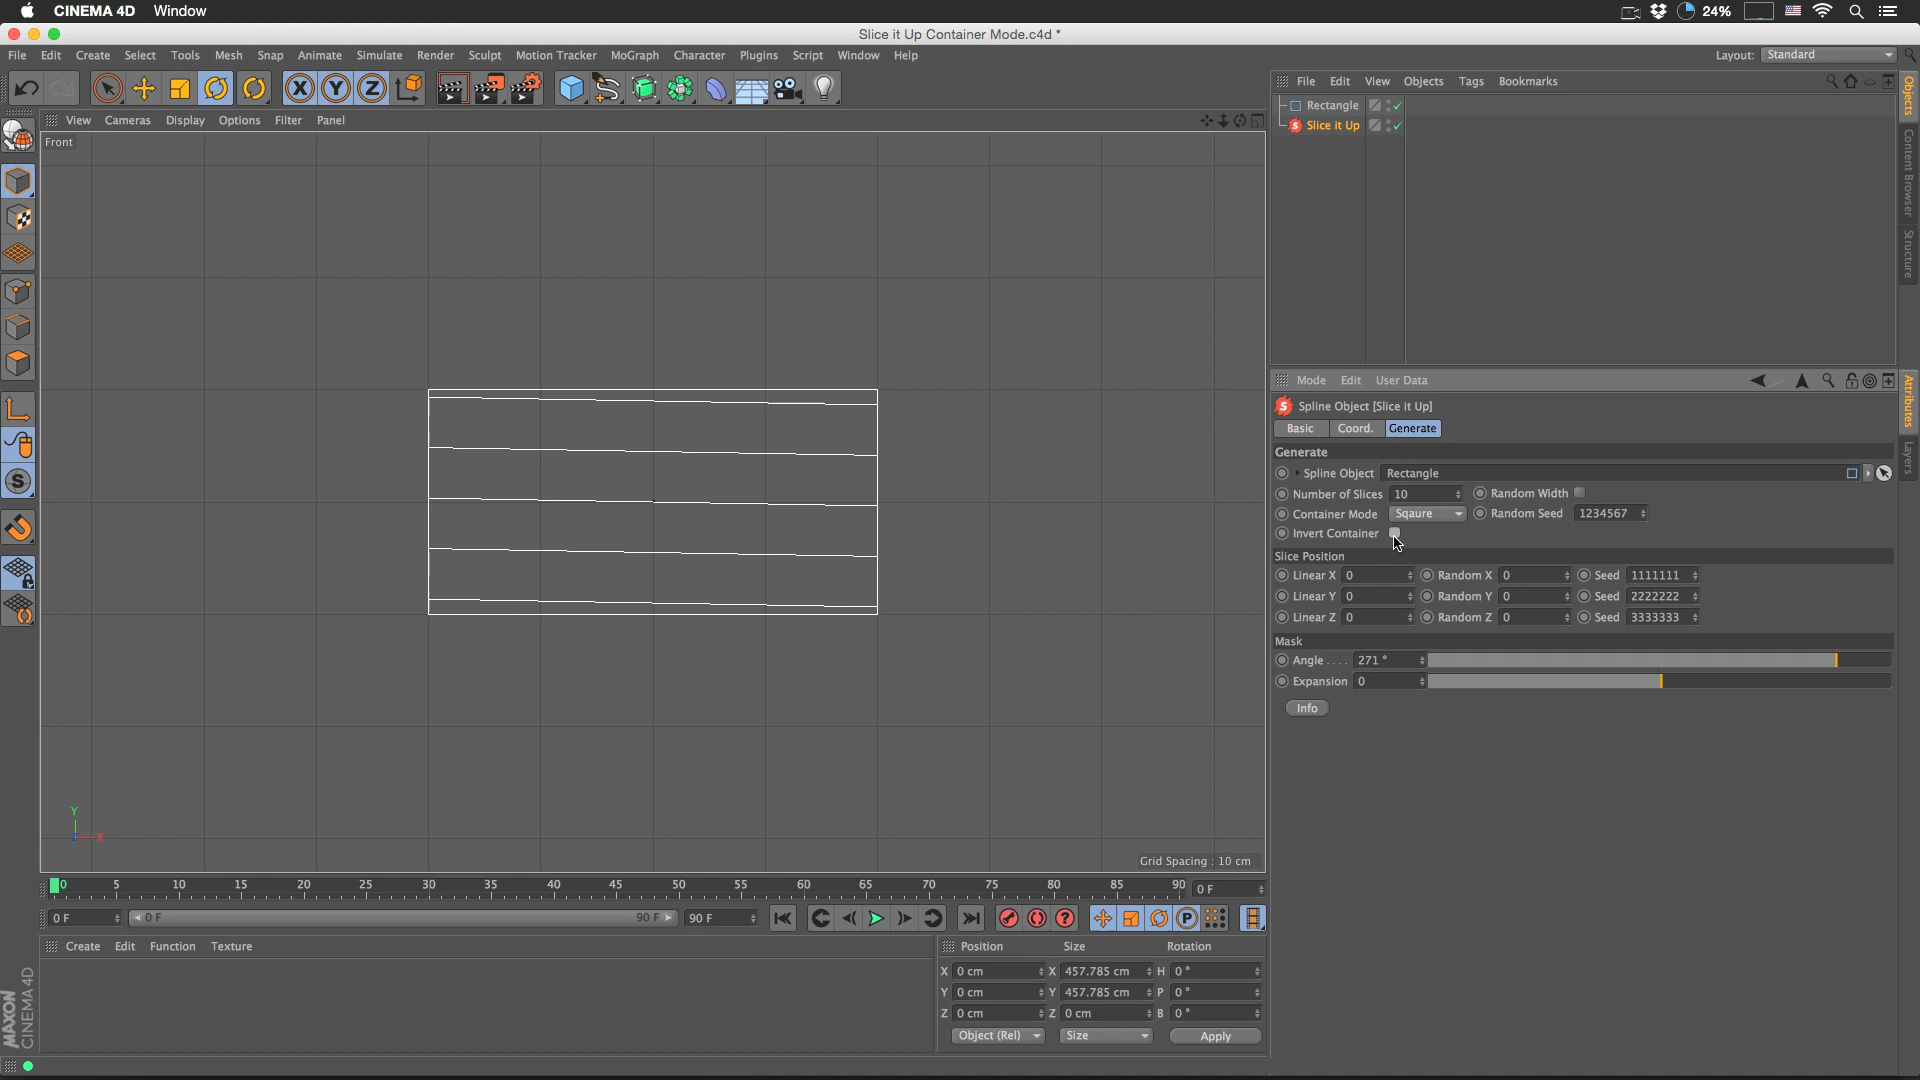 CINEMA 4D Window
24%
Slice it Up Container Mode.c4d *
File Edit Create Select Tools Mesh Snap Animate Simulate Render Sculpt Motion Tracker MoGraph Character Plugins Script Window Help
Layout: Standard
X Y Z
View Cameras Display Options Filter Panel
Front
File Edit View Objects Tags Bookmarks
Rectangle
Slice it Up
Objects
Content Browser
Structure
Mode Edit User Data
Attributes
Layers
Spline Object [Slice it Up]
Basic Coord. Generate
Generate
Spline Object Rectangle
Number of Slices 10 Random Width
Container Mode Sqaure Random Seed 1234567
Invert Container
Slice Position
Linear X 0 Random X 0 Seed 1111111
Linear Y 0 Random Y 0 Seed 2222222
Linear Z 0 Random Z 0 Seed 3333333
Mask
Angle.... 271 °
Expansion 0
Info
Y
X
Grid Spacing : 10 cm
0 5 10 15 20 25 30 35 40 45 50 55 60 65 70 75 80 85 90 0 F
0 F 0 F 90 F 90 F
Create Edit Function Texture
Position Size Rotation
X 0 cm X 457.785 cm H 0 °
Y 0 cm Y 457.785 cm P 0 °
Z 0 cm Z 0 cm B 0 °
Object (Rel) Size Apply
MAXON
CINEMA 4D